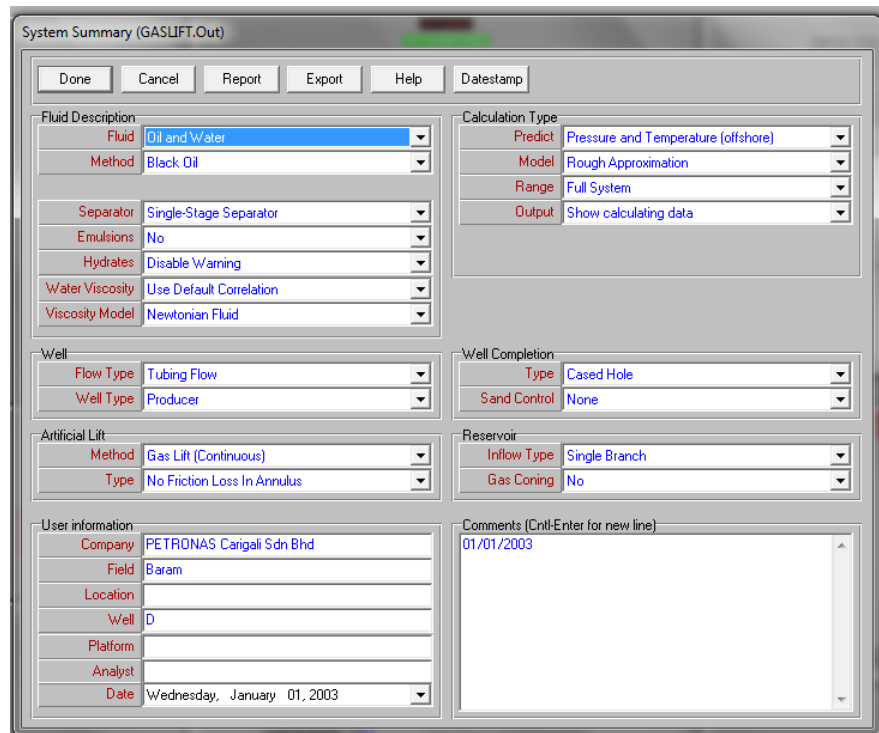 System Summary (GASLIFT.Out)
Done Cancel Report Export Help Datestamp
Fluid Description
Fluid Oil and Water
Method Black Oil
Separator Single-Stage Separator
Emulsions No
Hydrates Disable Warning
Water Viscosity Use Default Correlation
Viscosity Model Newtonian Fluid
Calculation Type
Predict Pressure and Temperature (offshore)
Model Rough Approximation
Range Full System
Output Show calculating data
Well
Flow Type Tubing Flow
Well Type Producer
Well Completion
Type Cased Hole
Sand Control None
Artificial Lift
Method Gas Lift (Continuous)
Type No Friction Loss In Annulus
Reservoir
Inflow Type Single Branch
Gas Coning No
User information
Company PETRONAS Carigali Sdn Bhd
Field Baram
Location
Well D
Platform
Analyst
Date Wednesday, January 01, 2003
Comments (Cntl-Enter for new line)
01/01/2003